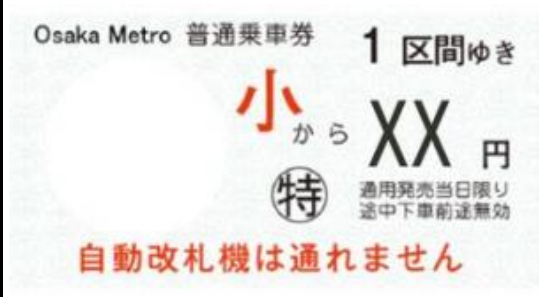 Osaka Metro 普通乗車券
1 区間ゆき
小 から XX 円
特
通用発売当日限り
途中下車前途無効
自動改札機は通れません